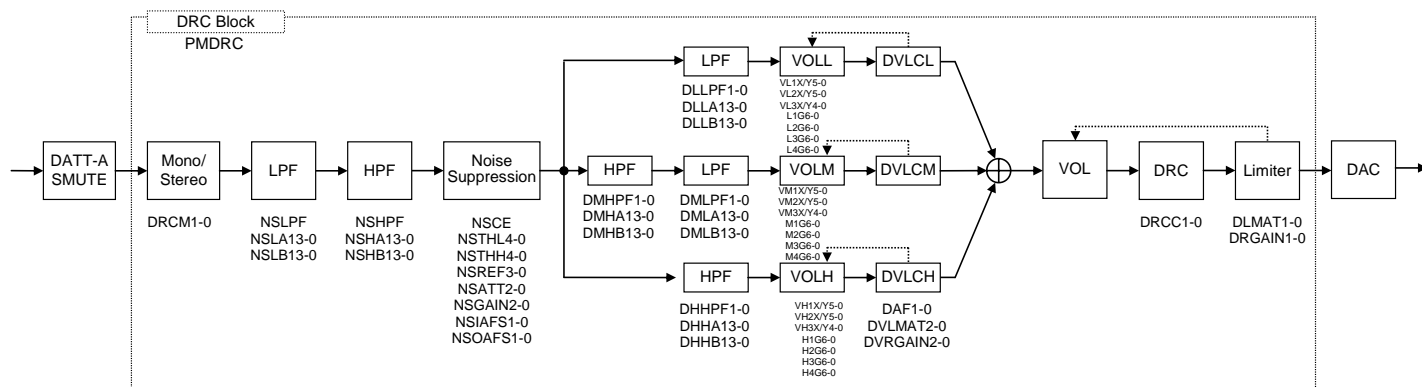 DRC Block
PMDRC
DATT-A
SMUTE
Mono/
Stereo
DRCM1-0
LPF
NSLPF
NSLA13-0
NSLB13-0
HPF
NSHPF
NSHA13-0
NSHB13-0
Noise
Suppression
NSCE
NSTHL4-0
NSTHH4-0
NSREF3-0
NSATT2-0
NSGAIN2-0
NSIAFS1-0
NSOAFS1-0
LPF
DLLPF1-0
DLLA13-0
DLLB13-0
VOLL
VL1X/Y5-0
VL2X/Y5-0
VL3X/Y4-0
L1G6-0
L2G6-0
L3G6-0
L4G6-0
DVLCL
HPF
DMHPF1-0
DMHA13-0
DMHB13-0
LPF
DMLPF1-0
DMLA13-0
DMLB13-0
VOLM
VM1X/Y5-0
VM2X/Y5-0
VM3X/Y4-0
M1G6-0
M2G6-0
M3G6-0
M4G6-0
DVLCM
HPF
DHHPF1-0
DHHA13-0
DHHB13-0
VOLH
VH1X/Y5-0
VH2X/Y5-0
VH3X/Y4-0
H1G6-0
H2G6-0
H3G6-0
H4G6-0
DVLCH
DAF1-0
DVLMAT2-0
DVRGAIN2-0
VOL
DRC
DRCC1-0
Limiter
DLMAT1-0
DRGAIN1-0
DAC